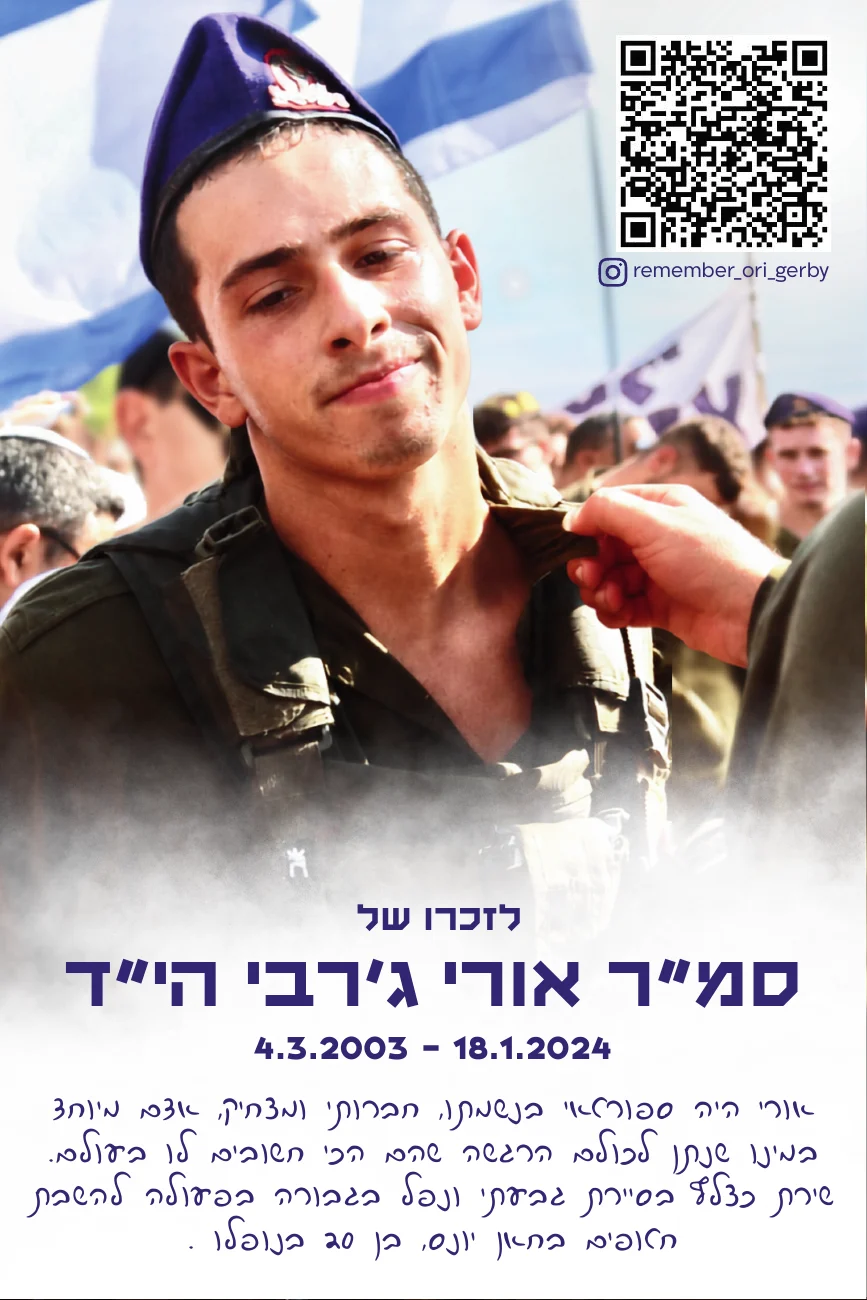 remember_ori_gerby
לזכרו של
סמ״ר אורי ג׳רבי הי״ד
4.3.2003 - 18.1.2024
אורי היה ספורטאי בנשמתו, חברותי ומצחיק, אדם מיוחד
במינו שנתן לכולם הרגשה שהם הכי חשובים לו בעולם.
שירת כצלף בסיירת גבעתי ונפל בגבורה בפעולה להשבת
חטופים בחאן יונס, בן 20 בנופלו .